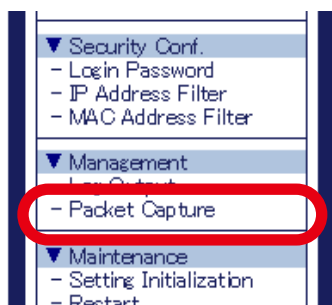 ▼ Security Conf.
- Login Password
- IP Address Filter
- MAC Address Filter
▼ Management
- Log Output
- Packet Capture
▼ Maintenance
- Setting Initialization
- Restart